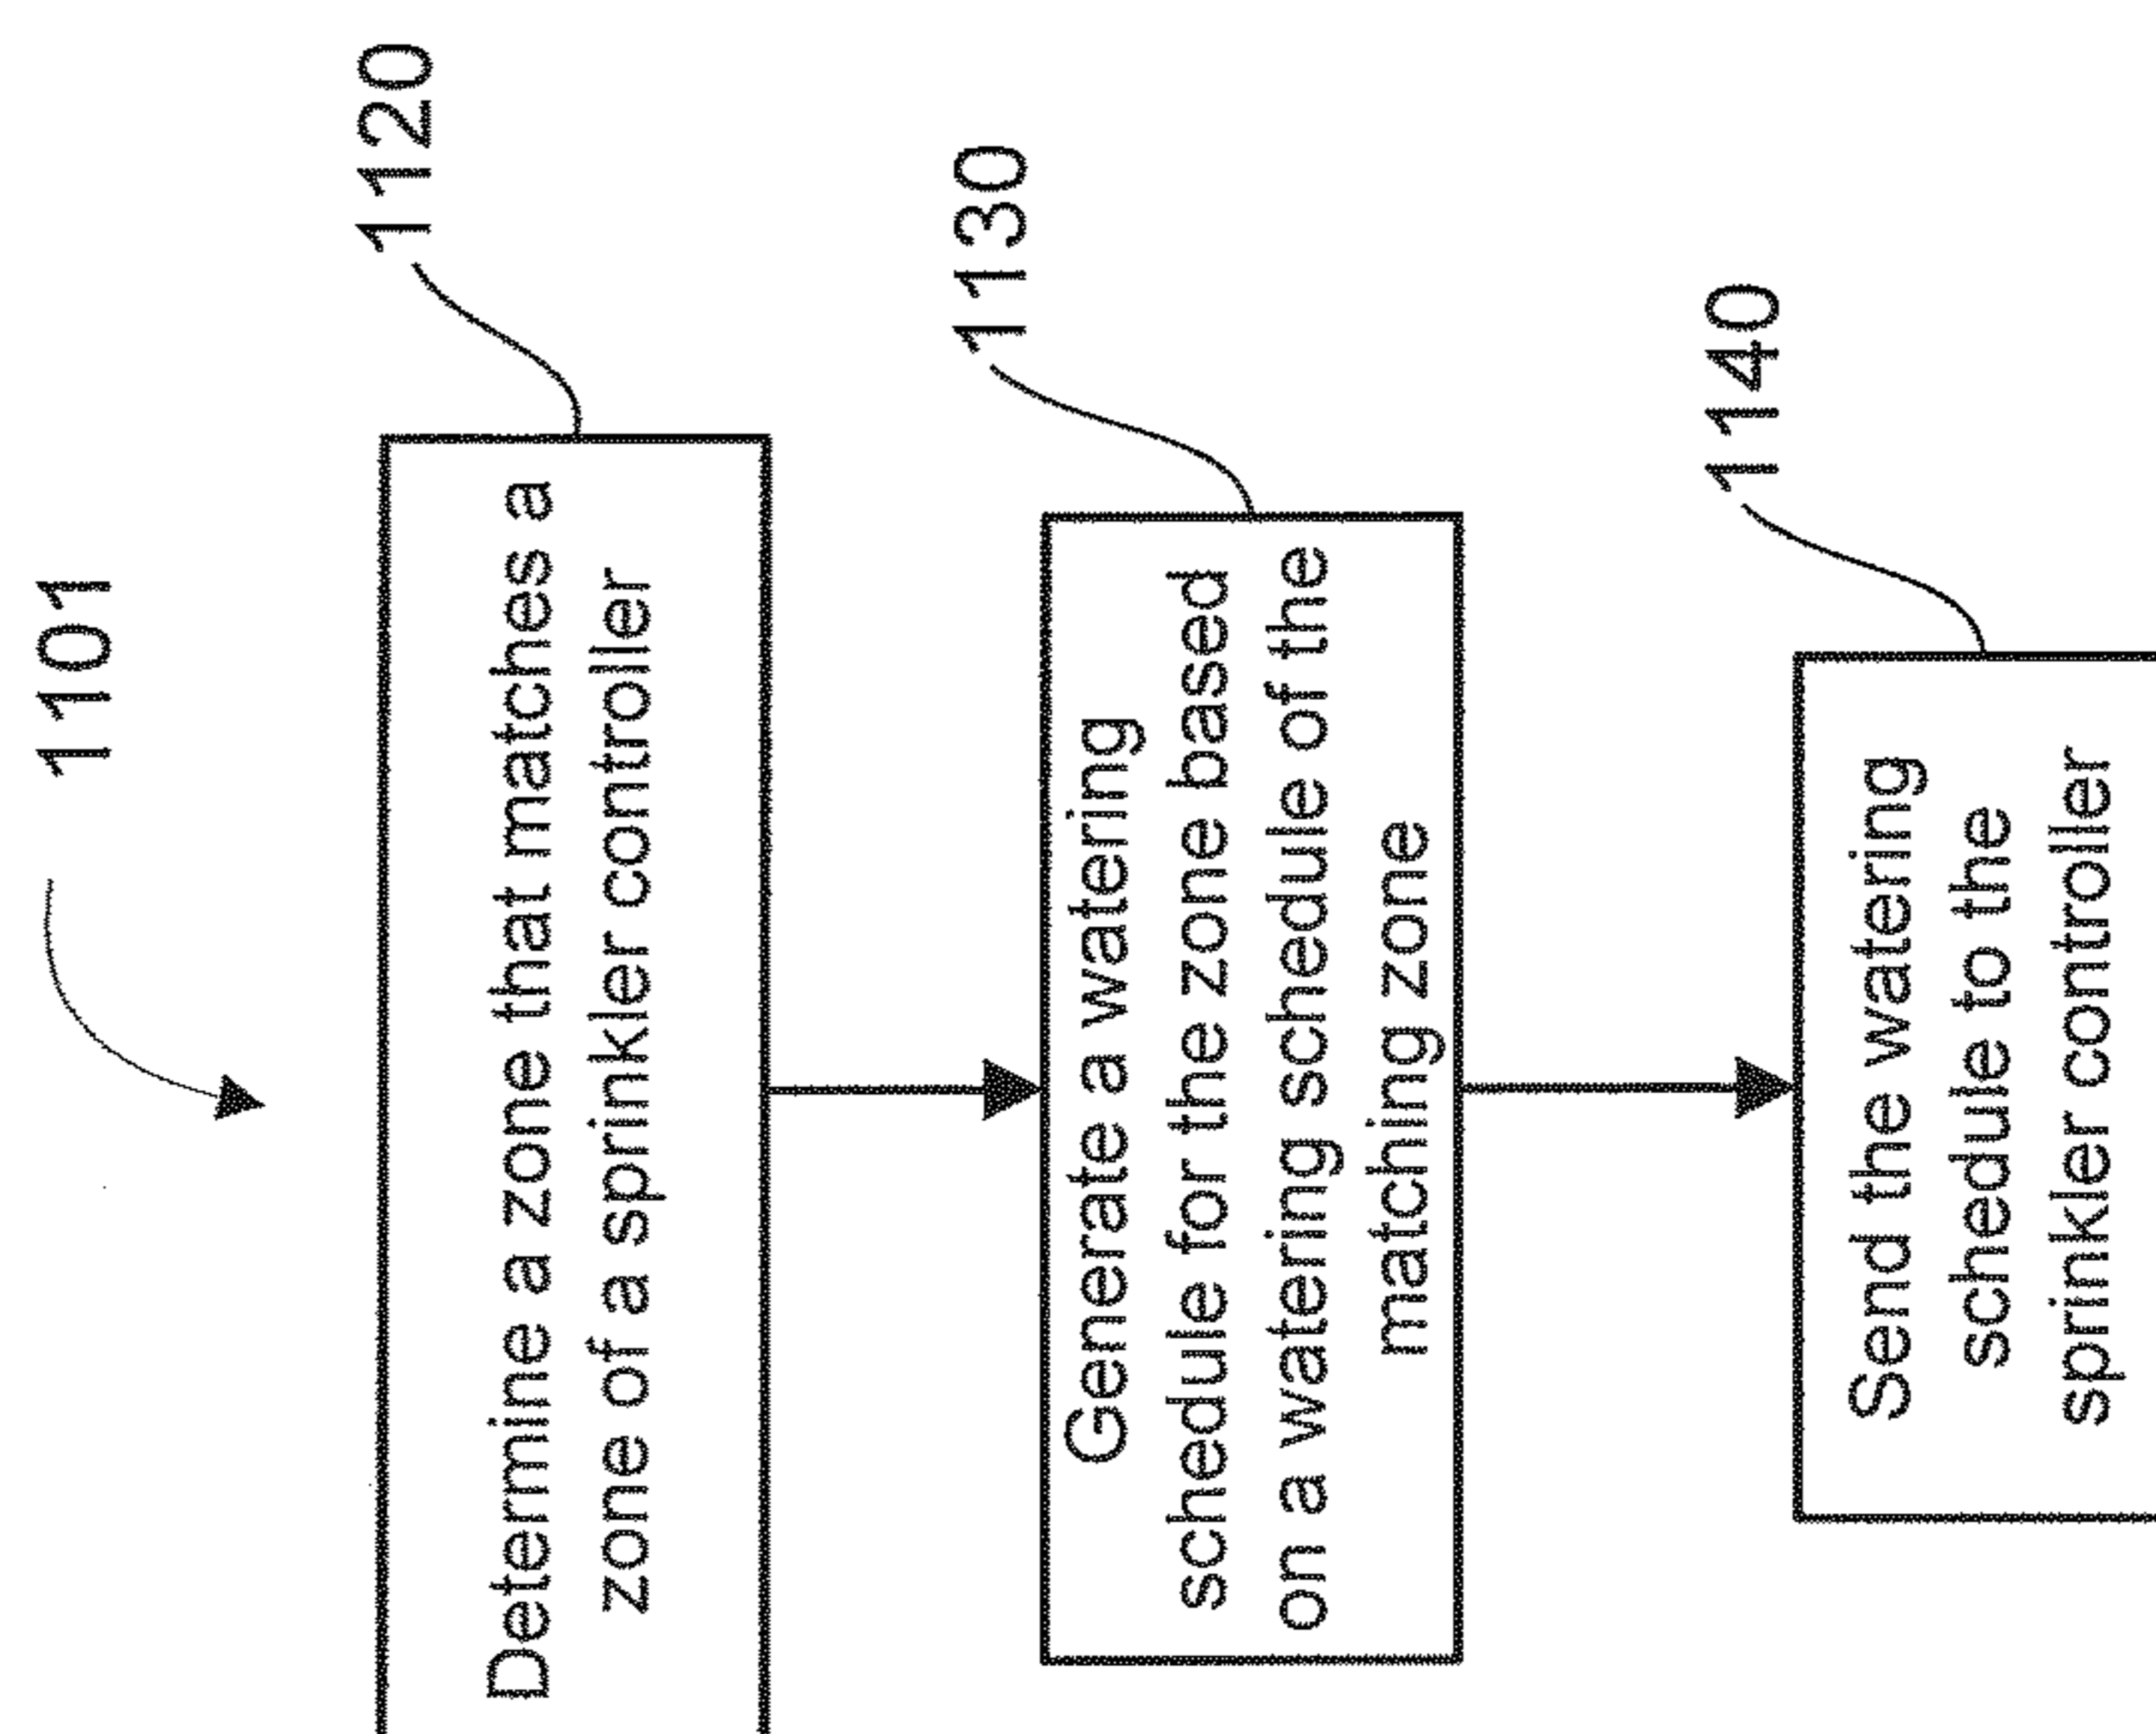 1101
1120
Determine a zone that matches a
zone of a sprinkler controller
1130
Generate a watering
schedule for the zone based
on a watering schedule of the
matching zone
1140
Send the watering
schedule to the
sprinkler controller